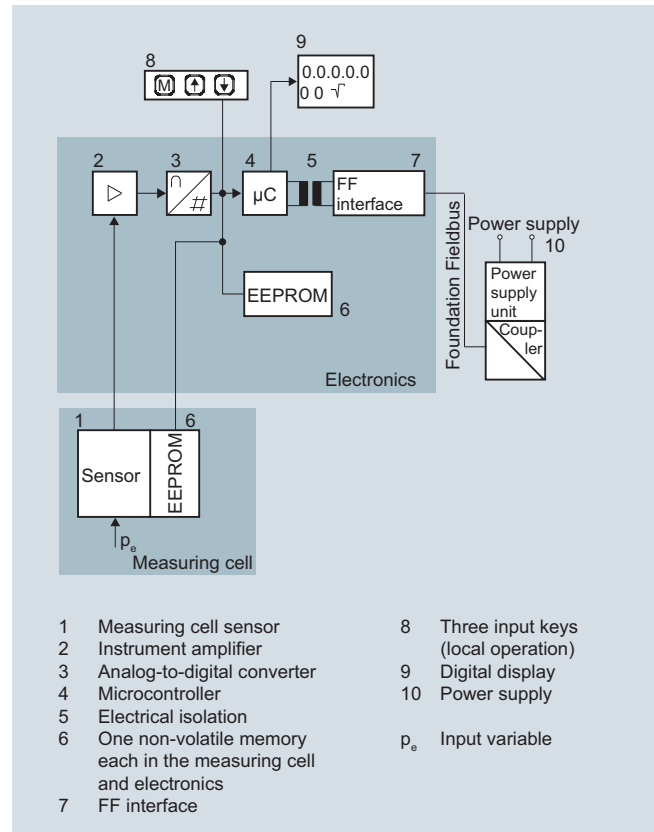 8
9
M ↑ ↓
0.0.0.0.0
0 0 √
2
3
4
5
7
▷
∩
#
µC
FF
interface
EEPROM
6
Electronics
Foundation Fieldbus
Power supply
10
Power
supply
unit
Coup-
ler
1
6
Sensor
EEPROM
pe
Measuring cell
1 Measuring cell sensor
2 Instrument amplifier
3 Analog-to-digital converter
4 Microcontroller
5 Electrical isolation
6 One non-volatile memory
each in the measuring cell
and electronics
7 FF interface
8 Three input keys
(local operation)
9 Digital display
10 Power supply
pe Input variable